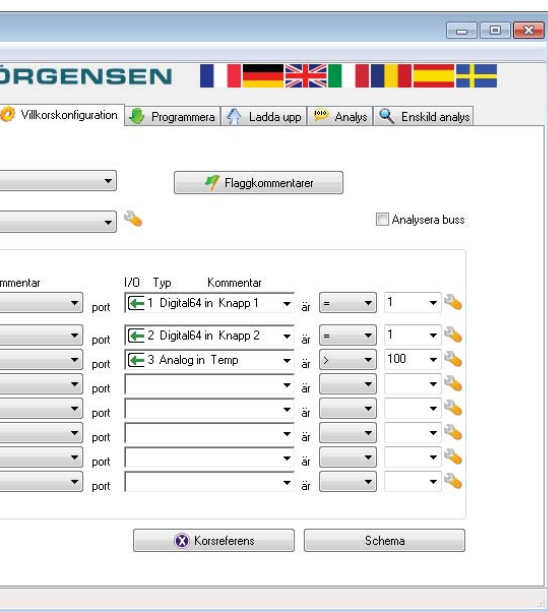 ÖRGENSEN
Villkorskonfiguration Programmera Ladda upp Analys Enskild analys
Flaggkommentarer
Analysera buss
mmentar I/O Typ Kommentar
port 1 Digital64 in Knapp 1 är = 1
port 2 Digital64 in Knapp 2 är = 1
port 3 Analog in Temp är > 100
port är
port är
port är
port är
port är
Korsreferens Schema